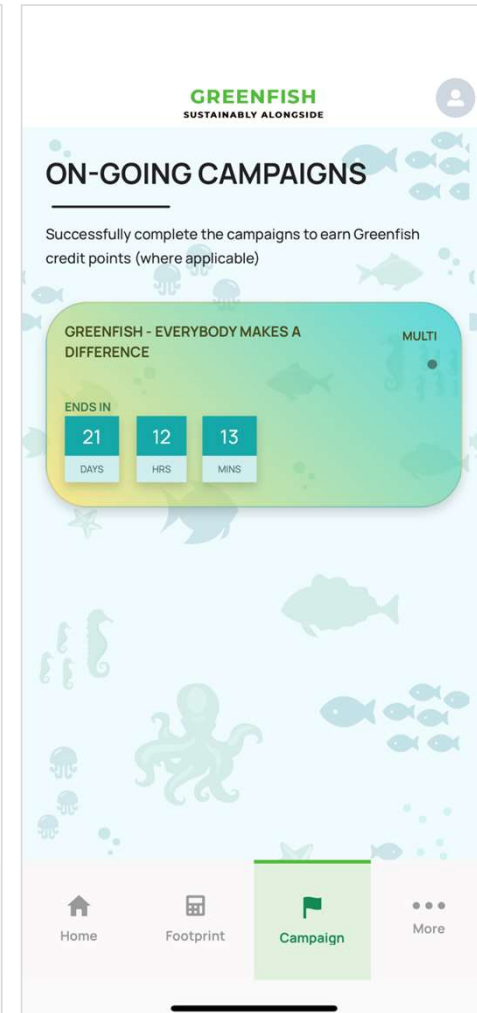 GREENFISH
SUSTAINABLY ALONGSIDE
ON-GOING CAMPAIGNS
Successfully complete the campaigns to earn Greenfish
credit points (where applicable)
GREENFISH - EVERYBODY MAKES A
DIFFERENCE
MULTI
ENDS IN
21 12 13
DAYS HRS MINS
Home Footprint Campaign More